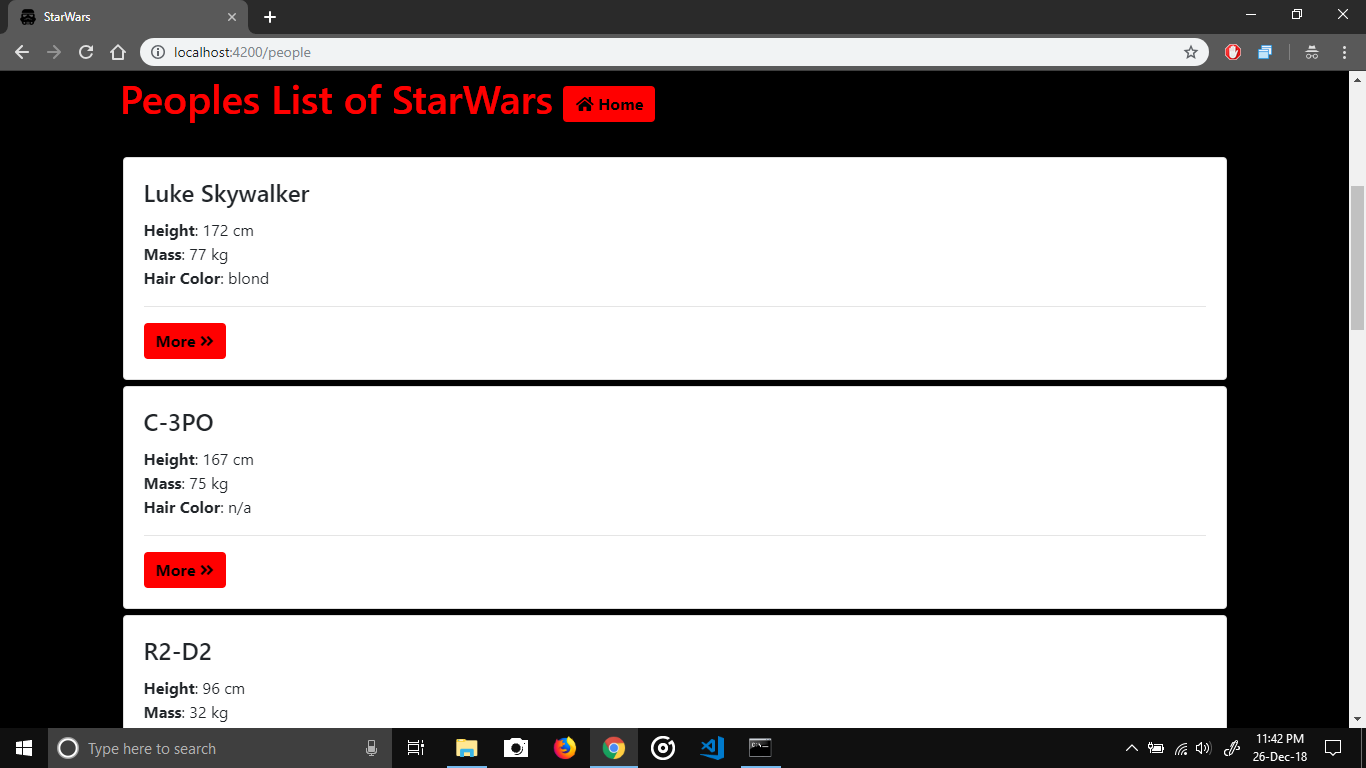 StarWars
localhost:4200/people
Peoples List of StarWars Home
Luke Skywalker
Height: 172 cm
Mass: 77 kg
Hair Color: blond
More
C-3PO
Height: 167 cm
Mass: 75 kg
Hair Color: n/a
More
R2-D2
Height: 96 cm
Mass: 32 kg
Type here to search
11:42 PM
26-Dec-18